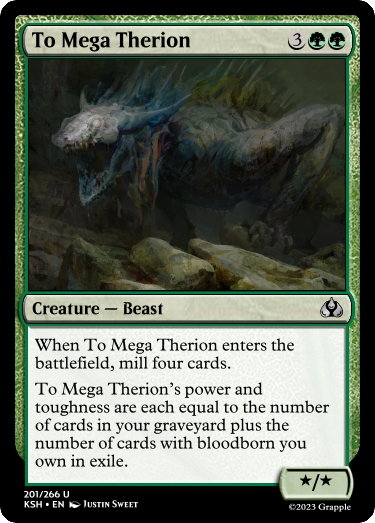 To Mega Therion 3
Creature — Beast
When To Mega Therion enters the
battlefield, mill four cards.
To Mega Therion's power and
toughness are each equal to the number
of cards in your graveyard plus the
number of cards with bloodborn you
own in exile.
★/★
201/266 U
KSH • EN Justin Sweet
©2023 Grapple